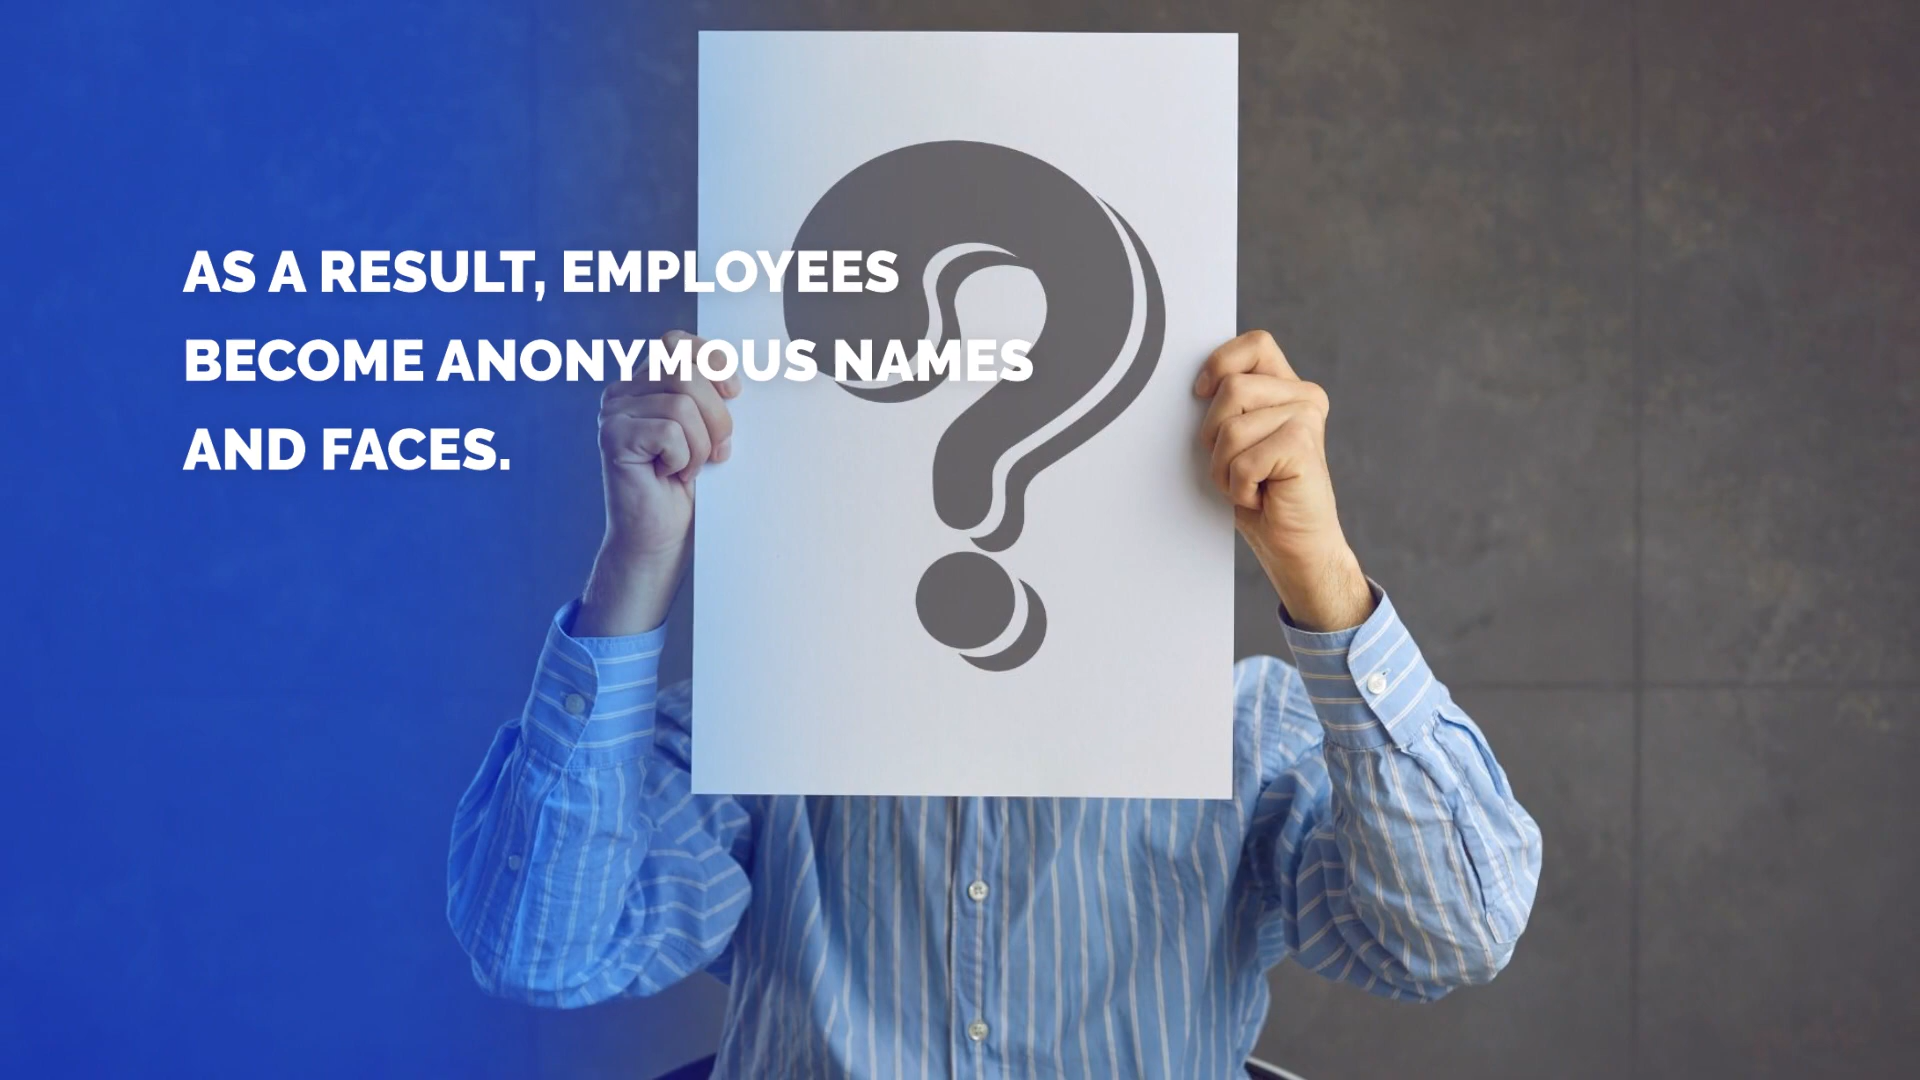 AS A RESULT, EMPLOYEES
BECOME ANONYMOUS NAMES
AND FACES.
?